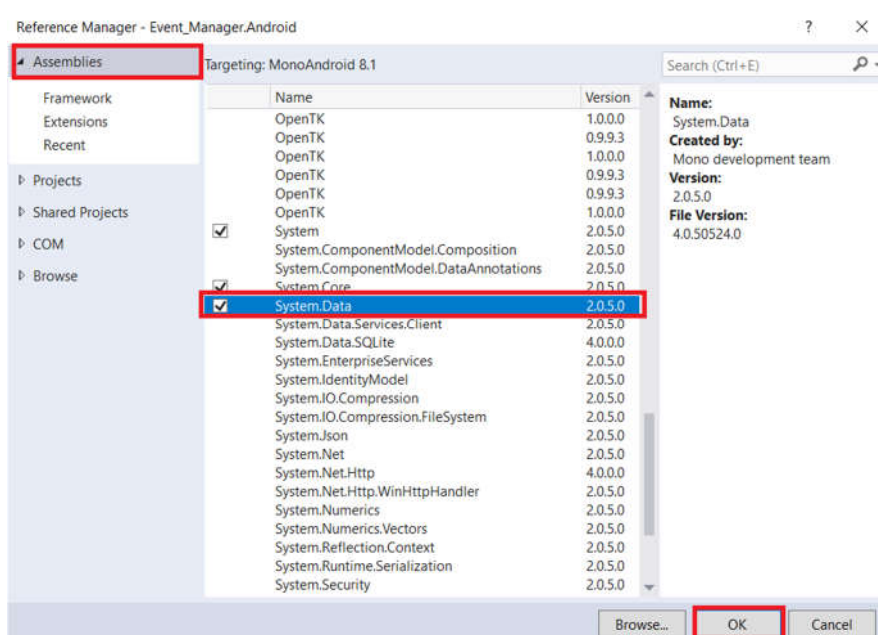 Reference Manager - Event_Manager.Android ? ×
Assemblies
Framework
Extensions
Recent
Projects
Shared Projects
COM
Browse
Targeting: MonoAndroid 8.1
Name Version
OpenTK 1.0.0.0
OpenTK 0.9.9.3
OpenTK 1.0.0.0
OpenTK 0.9.9.3
OpenTK 0.9.9.3
OpenTK 1.0.0.0
System 2.0.5.0
System.ComponentModel.Composition 2.0.5.0
System.ComponentModel.DataAnnotations 2.0.5.0
System.Core 2.0.5.0
System.Data 2.0.5.0
System.Data.Services.Client 2.0.5.0
System.Data.SQLite 4.0.0.0
System.EnterpriseServices 2.0.5.0
System.IdentityModel 2.0.5.0
System.IO.Compression 2.0.5.0
System.IO.Compression.FileSystem 2.0.5.0
System.Json 2.0.5.0
System.Net 2.0.5.0
System.Net.Http 4.0.0.0
System.Net.Http.WinHttpHandler 2.0.5.0
System.Numerics 2.0.5.0
System.Numerics.Vectors 2.0.5.0
System.Reflection.Context 2.0.5.0
System.Runtime.Serialization 2.0.5.0
System.Security 2.0.5.0
Search (Ctrl+E)
Name:
System.Data
Created by:
Mono development team
Version:
2.0.5.0
File Version:
4.0.50524.0
Browse... OK Cancel